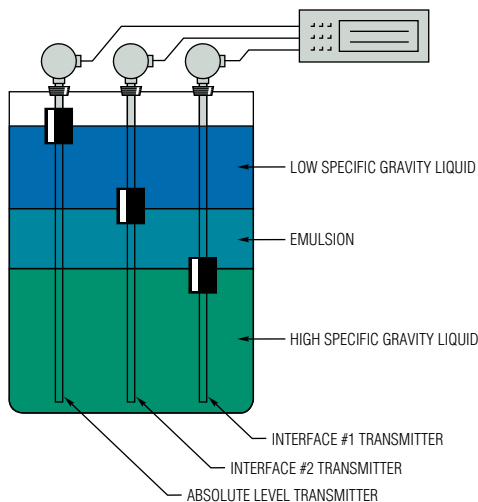 LOW SPECIFIC GRAVITY LIQUID
EMULSION
HIGH SPECIFIC GRAVITY LIQUID
INTERFACE #1 TRANSMITTER
INTERFACE #2 TRANSMITTER
ABSOLUTE LEVEL TRANSMITTER